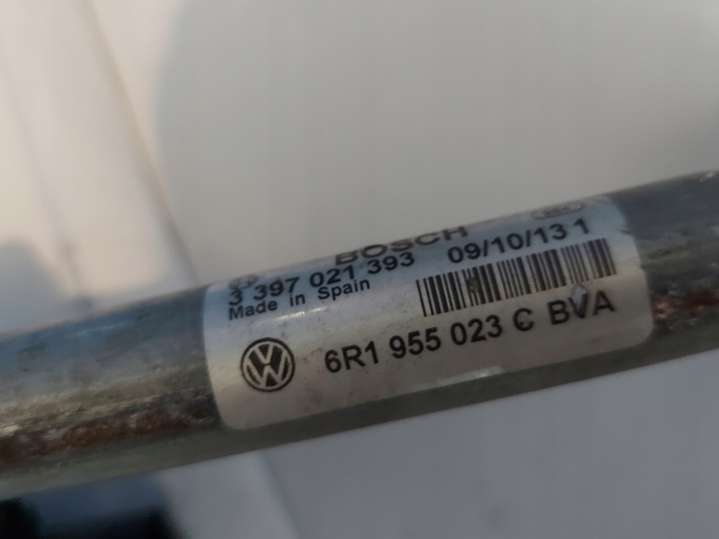 BOSCH
3 397 021 393 09/10/13 1
Made in Spain
6R1 955 023 C BVA